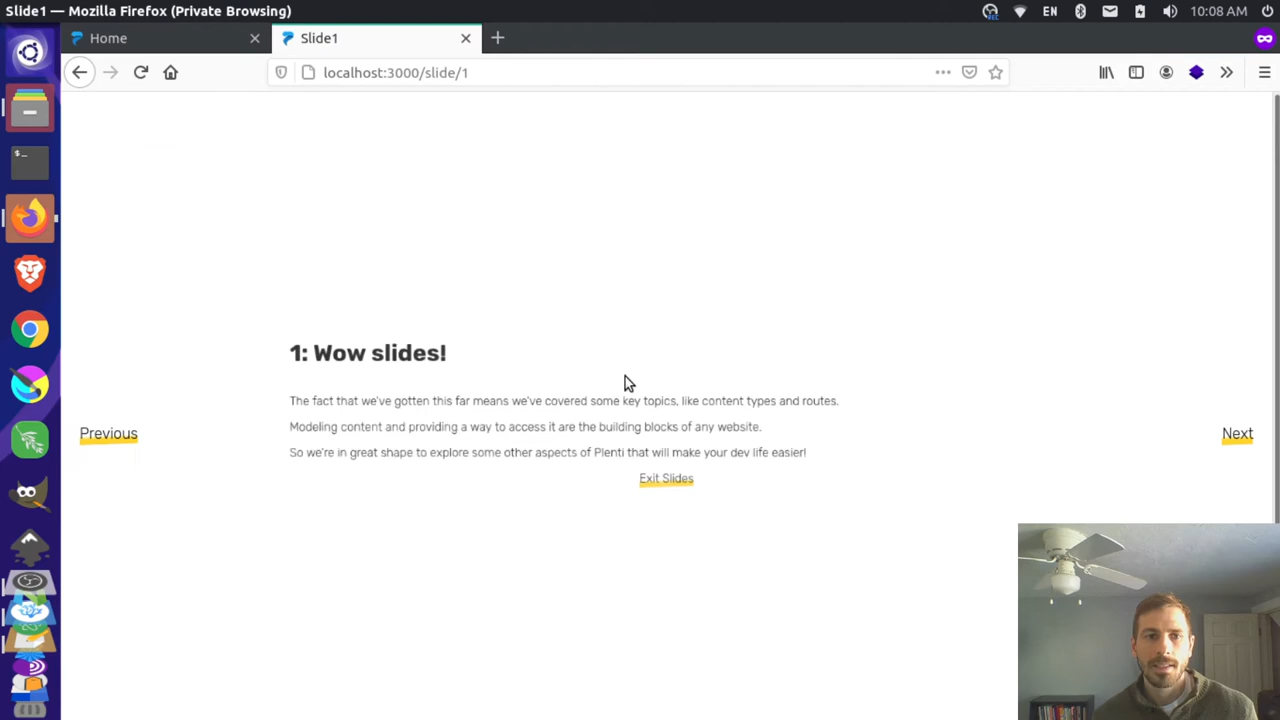 Slide1 — Mozilla Firefox (Private Browsing)
REC
EN
10:08 AM
Home
Slide1
localhost:3000/slide/1
1: Wow slides!
The fact that we've gotten this far means we've covered some key topics, like content types and routes.
Modeling content and providing a way to access it are the building blocks of any website.
Previous
Next
So we're in great shape to explore some other aspects of Plenti that will make your dev life easier!
Exit Slides